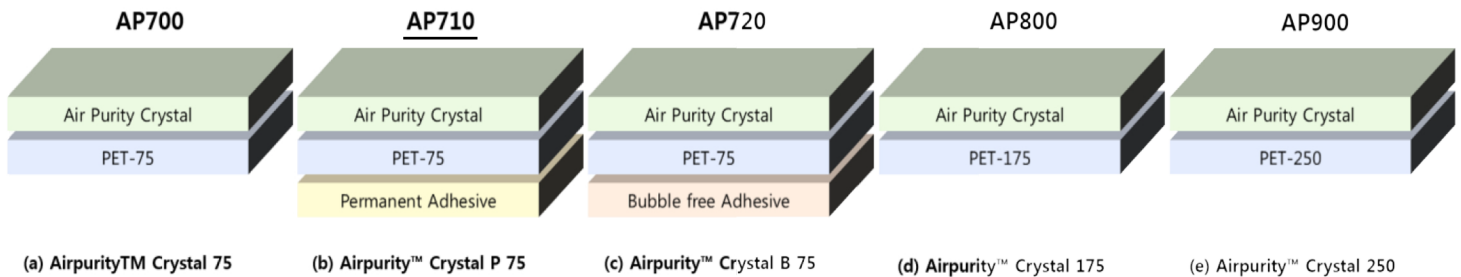 AP700 AP710 AP720 AP800 AP900
Air Purity Crystal Air Purity Crystal Air Purity Crystal Air Purity Crystal Air Purity Crystal
PET-75 PET-75 PET-75 PET-175 PET-250
Permanent Adhesive Bubble free Adhesive
(a) AirpurityTM Crystal 75 (b) Airpurity™ Crystal P 75 (c) Airpurity™ Crystal B 75 (d) Airpurity™ Crystal 175 (e) Airpurity™ Crystal 250